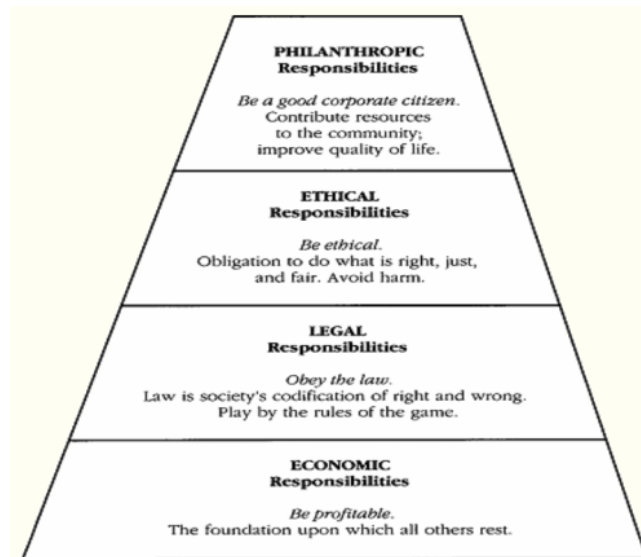 PHILANTHROPIC
Responsibilities
Be a good corporate citizen.
Contribute resources
to the community;
improve quality of life.
ETHICAL
Responsibilities
Be ethical.
Obligation to do what is right, just,
and fair. Avoid harm.
LEGAL
Responsibilities
Obey the law.
Law is society's codification of right and wrong.
Play by the rules of the game.
ECONOMIC
Responsibilities
Be profitable.
The foundation upon which all others rest.